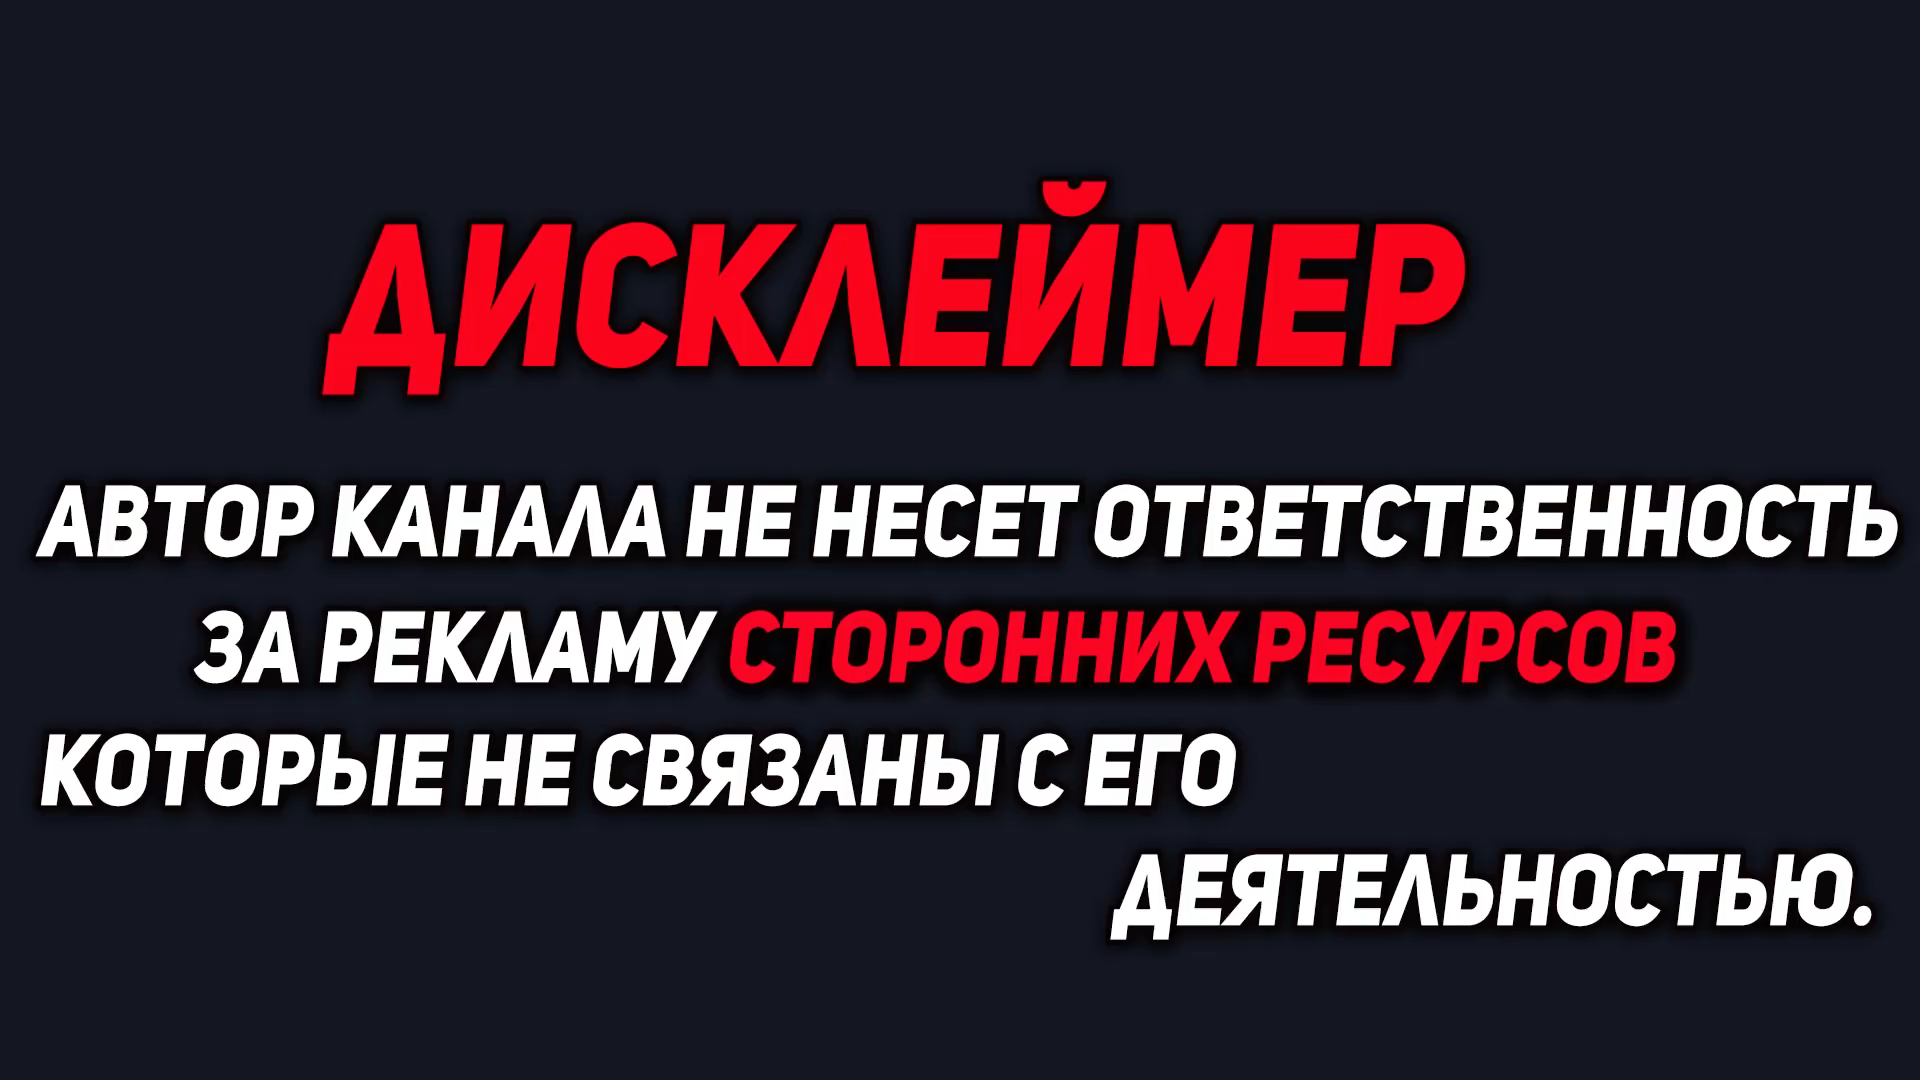 ДИСКЛЕЙМЕР
АВТОР КАНАЛА НЕ НЕСЕТ ОТВЕТСТВЕННОСТЬ
ЗА РЕКЛАМУ СТОРОННИХ РЕСУРСОВ
КОТОРЫЕ НЕ СВЯЗАНЫ С ЕГО
ДЕЯТЕЛЬНОСТЬЮ.